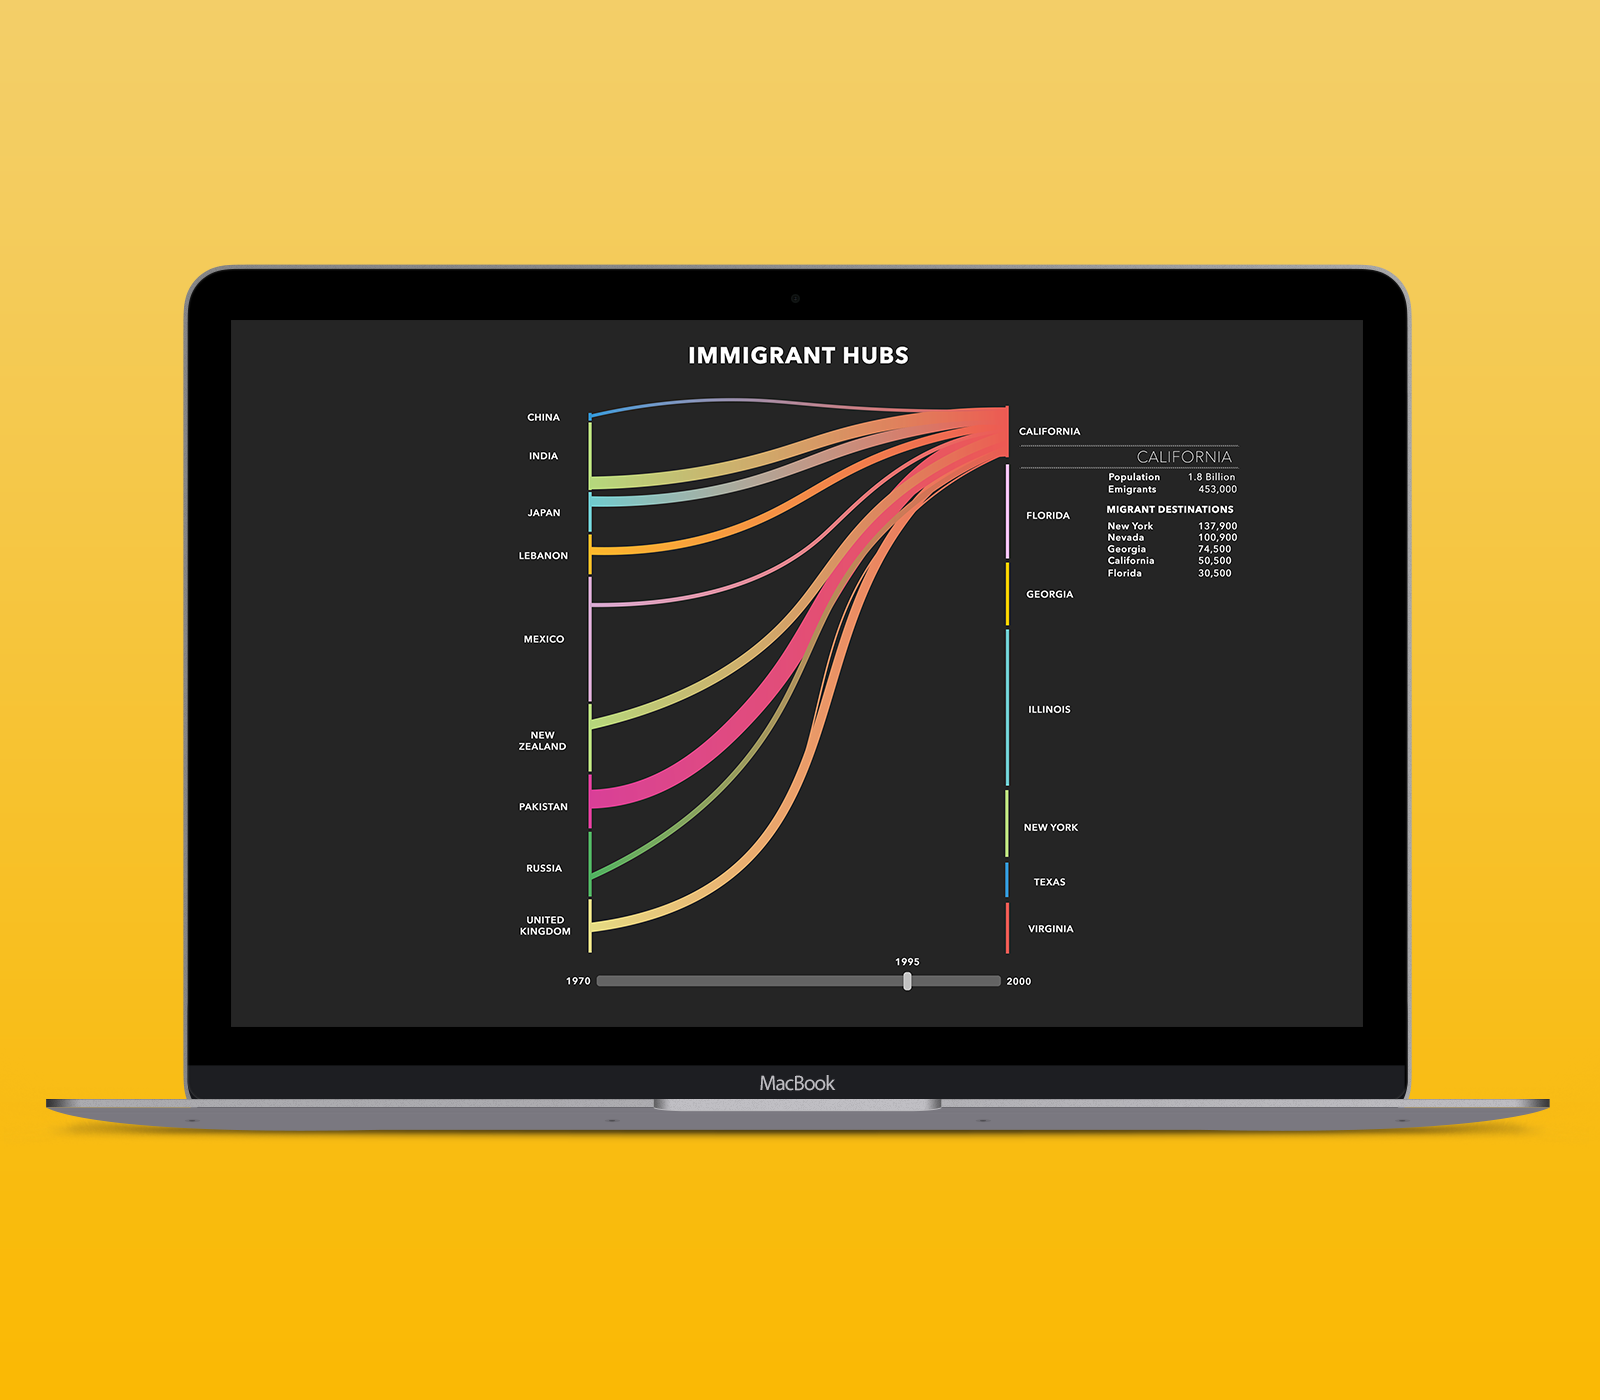 IMMIGRANT HUBS
CHINA
INDIA
JAPAN
LEBANON
MEXICO
NEW
ZEALAND
PAKISTAN
RUSSIA
UNITED
KINGDOM
CALIFORNIA
CALIFORNIA
Population 1.8 Billion
Emigrants 453,000
MIGRANT DESTINATIONS
New York 137,900
Nevada 100,900
Georgia 74,500
California 50,500
Florida 30,500
FLORIDA
GEORGIA
ILLINOIS
NEW YORK
TEXAS
VIRGINIA
1995
1970 2000
MacBook